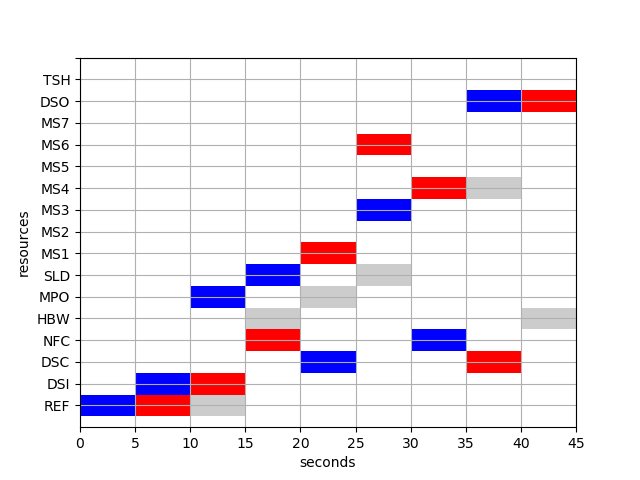 TSH
DSO
MS7
MS6
MS5
MS4
MS3
MS2
MS1
SLD
MPO
HBW
NFC
DSC
DSI
REF
resources
0 5 10 15 20 25 30 35 40 45
seconds